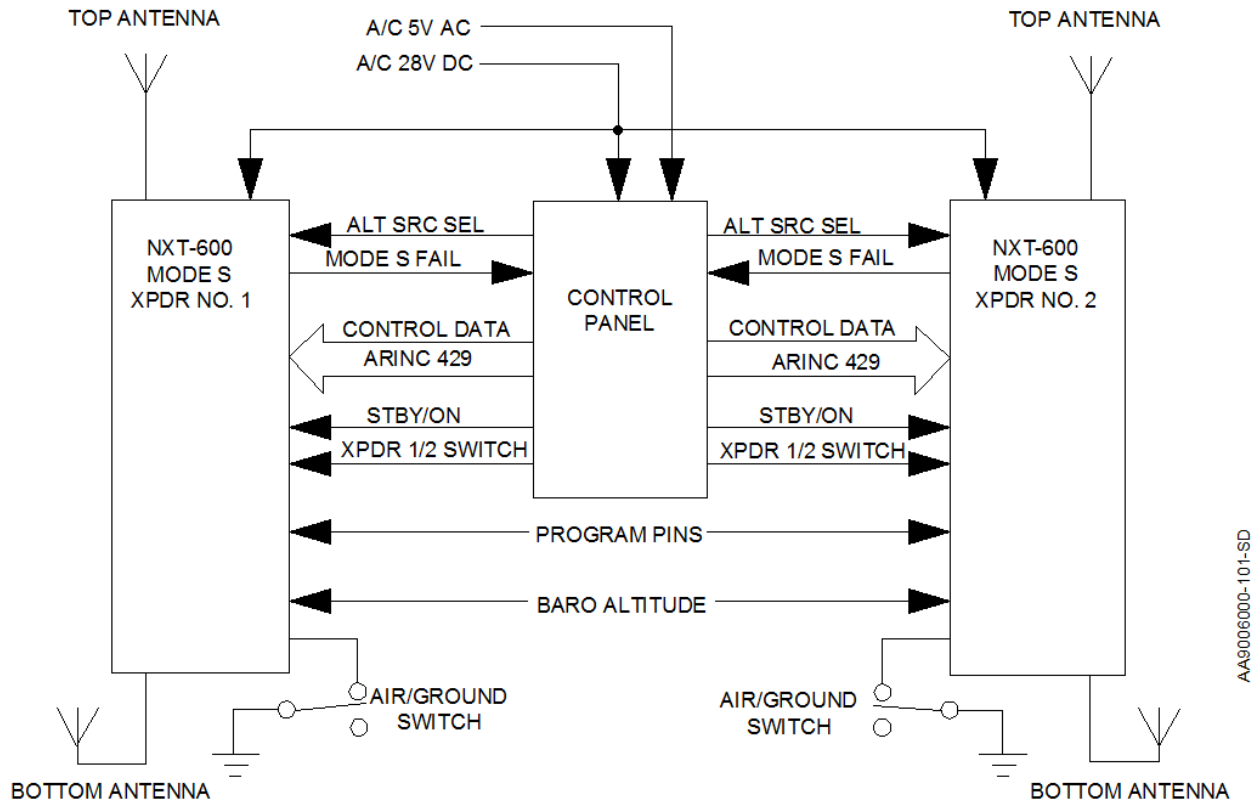 TOP ANTENNA
TOP ANTENNA
A/C 5V AC
A/C 28V DC
NXT-600
MODE S
XPDR NO. 1
ALT SRC SEL
MODE S FAIL
CONTROL DATA
ARINC 429
STBY/ON
XPDR 1/2 SWITCH
CONTROL
PANEL
ALT SRC SEL
MODE S FAIL
CONTROL DATA
ARINC 429
STBY/ON
XPDR 1/2 SWITCH
NXT-600
MODE S
XPDR NO. 2
PROGRAM PINS
BARO ALTITUDE
AIR/GROUND
SWITCH
AIR/GROUND
SWITCH
BOTTOM ANTENNA
BOTTOM ANTENNA
AA9006000-101-SD